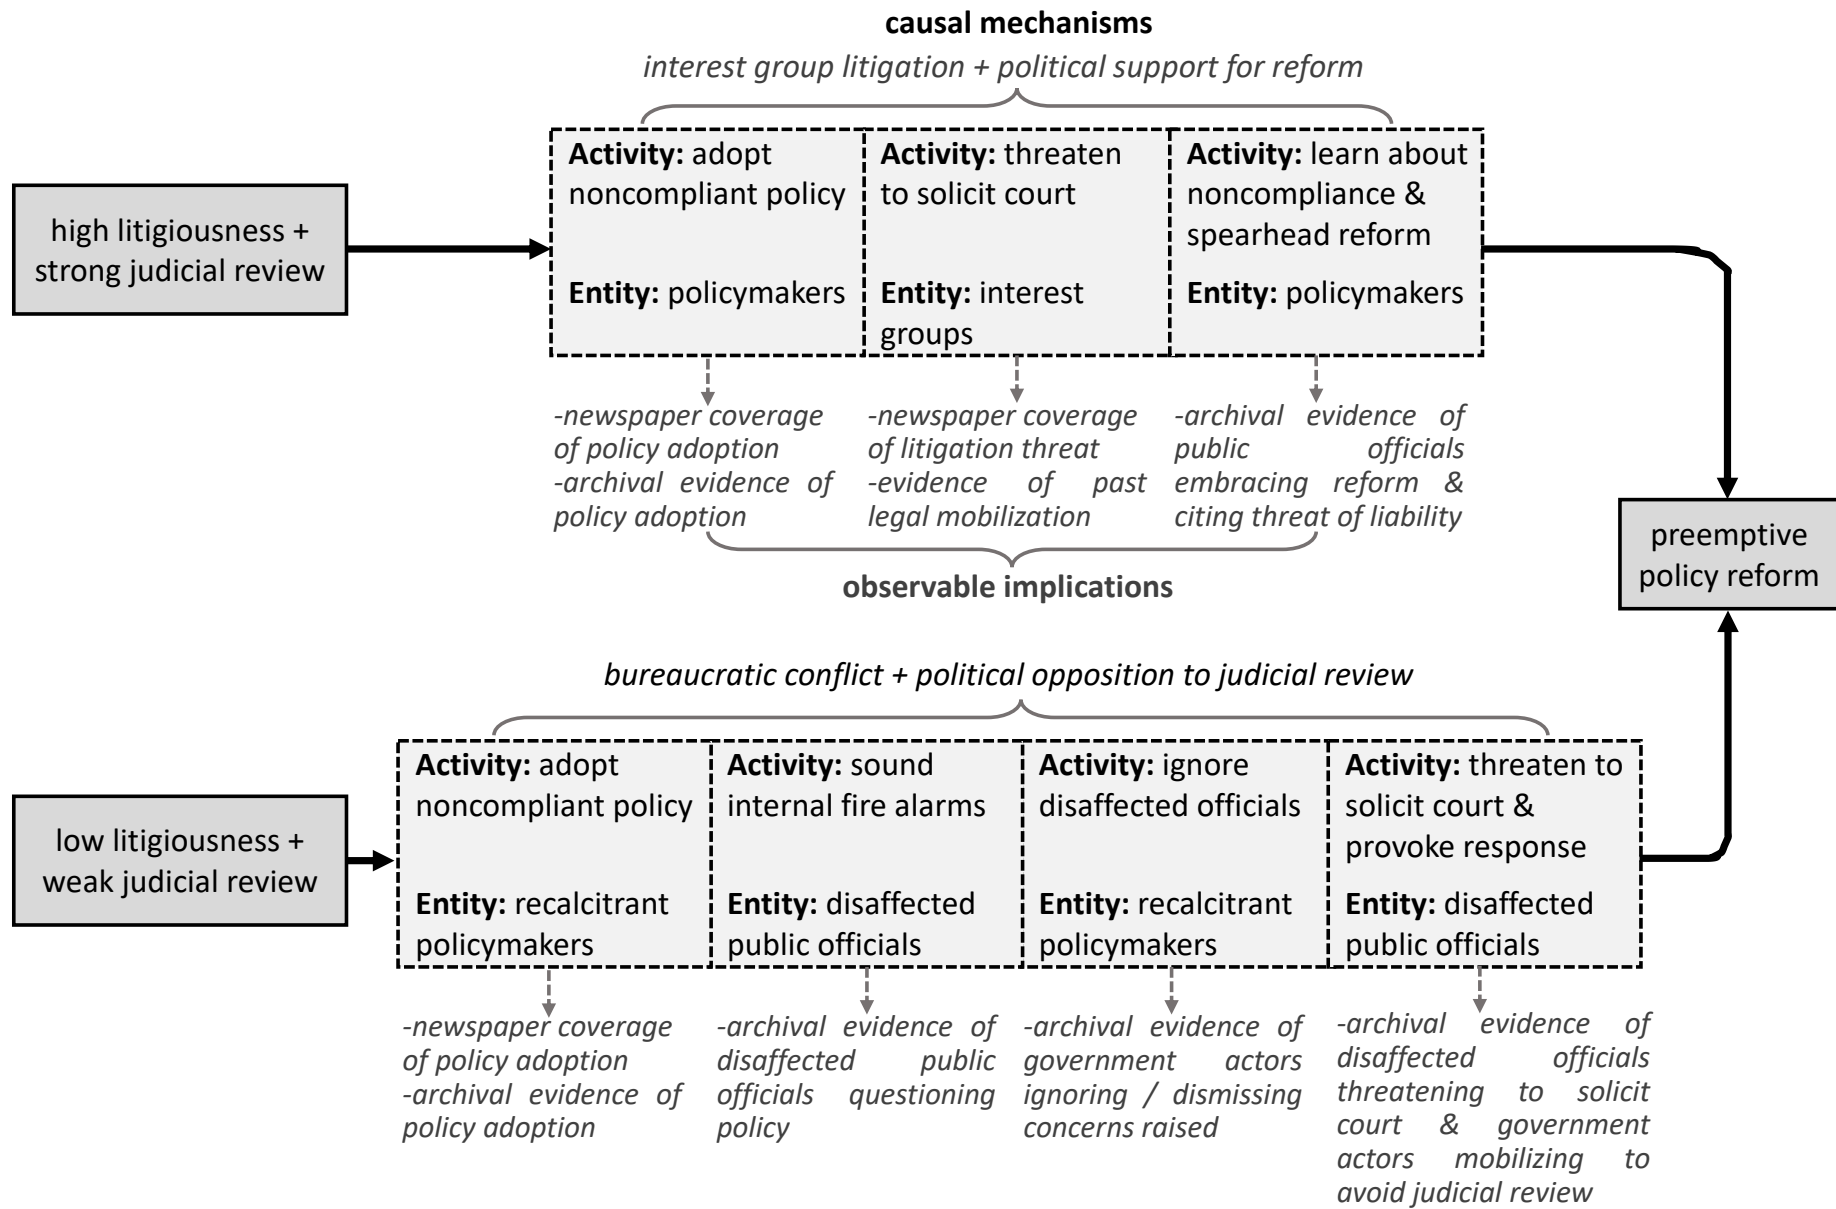 causal mechanisms
interest group litigation + political support for reform
high litigiousness +
strong judicial review
Activity: adopt
noncompliant policy
Entity: policymakers
Activity: threaten
to solicit court
Entity: interest
groups
Activity: learn about
noncompliance &
spearhead reform
Entity: policymakers
-newspaper coverage
of policy adoption
-archival evidence of
policy adoption
-newspaper coverage
of litigation threat
-evidence of past
legal mobilization
-archival evidence of
public officials
embracing reform &
citing threat of liability
observable implications
preemptive
policy reform
bureaucratic conflict + political opposition to judicial review
low litigiousness +
weak judicial review
Activity: adopt
noncompliant policy
Entity: recalcitrant
policymakers
Activity: sound
internal fire alarms
Entity: disaffected
public officials
Activity: ignore
disaffected officials
Entity: recalcitrant
policymakers
Activity: threaten to
solicit court &
provoke response
Entity: disaffected
public officials
-newspaper coverage
of policy adoption
-archival evidence of
policy adoption
-archival evidence of
disaffected public
officials questioning
policy
-archival evidence of
government actors
ignoring / dismissing
concerns raised
-archival evidence of
disaffected officials
threatening to solicit
court & government
actors mobilizing to
avoid judicial review